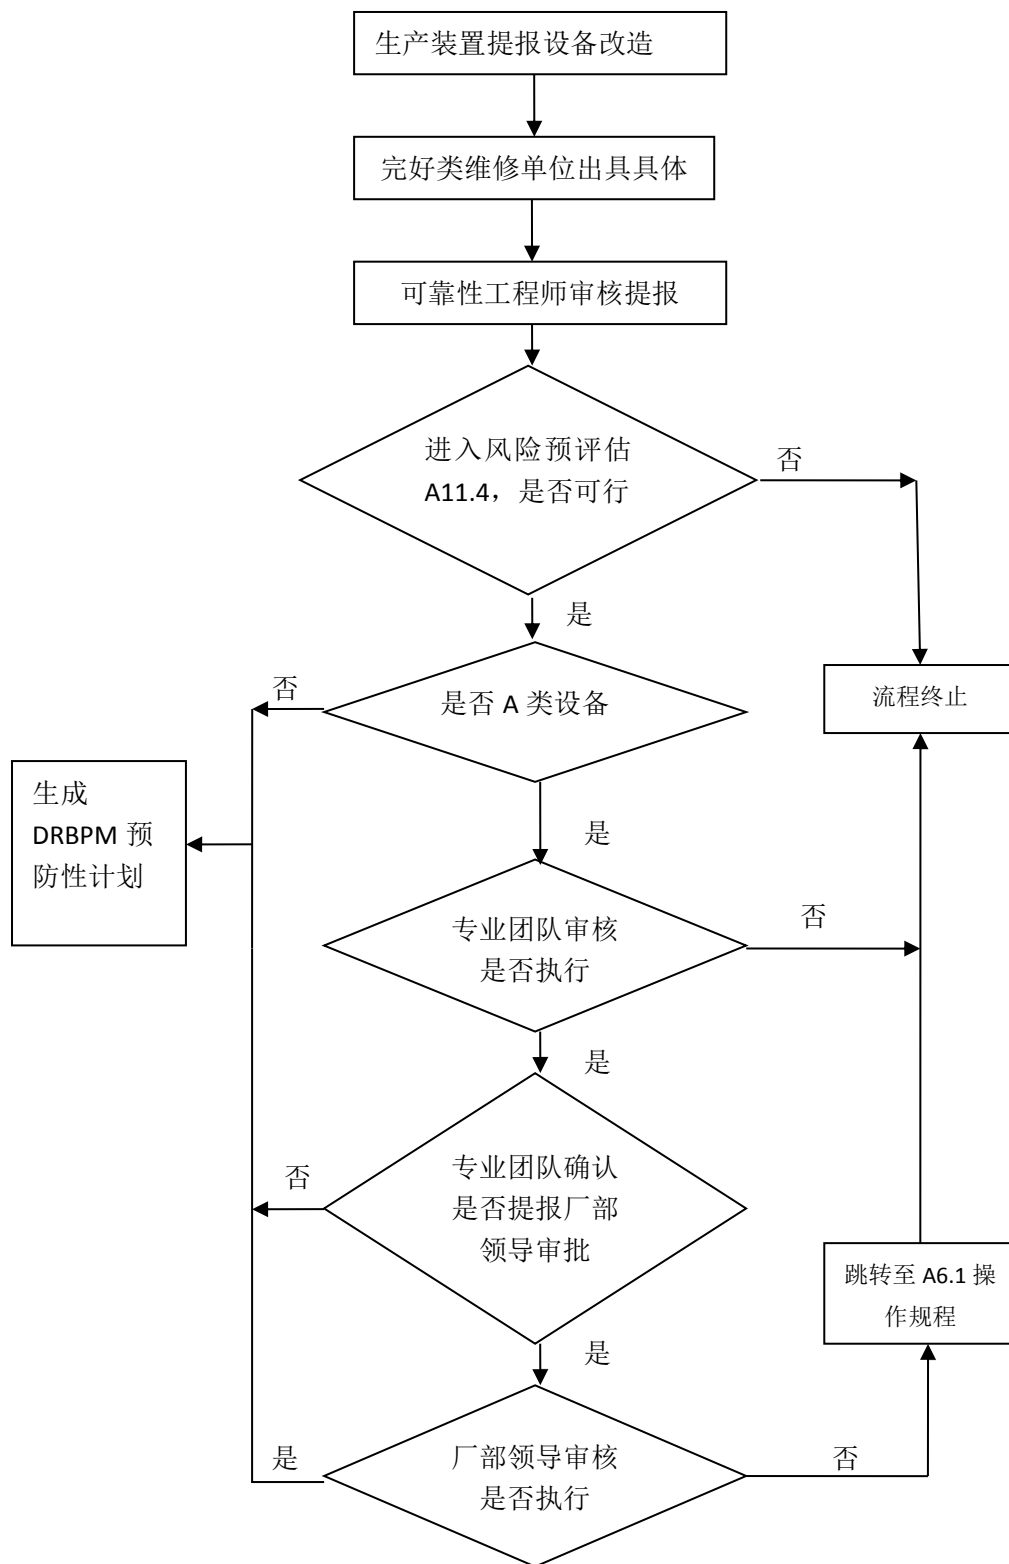 生产装置提报设备改造
完好类维修单位出具具体
可靠性工程师审核提报
进入风险预评估
A11.4，是否可行
否
是
是否 A 类设备
否
流程终止
生成
DRBPM 预
防性计划
是
专业团队审核
是否执行
否
是
专业团队确认
是否提报厂部
领导审批
否
跳转至 A6.1 操
作规程
是
厂部领导审核
是否执行
是
否